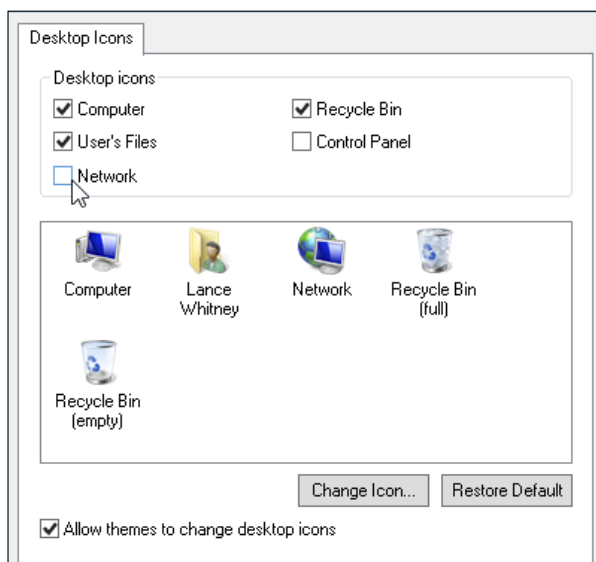 Desktop Icons
Desktop icons
Computer
Recycle Bin
User's Files
Control Panel
Network
Computer
Lance
Whitney
Network
Recycle Bin
(full)
Recycle Bin
(empty)
Change Icon...
Restore Default
Allow themes to change desktop icons